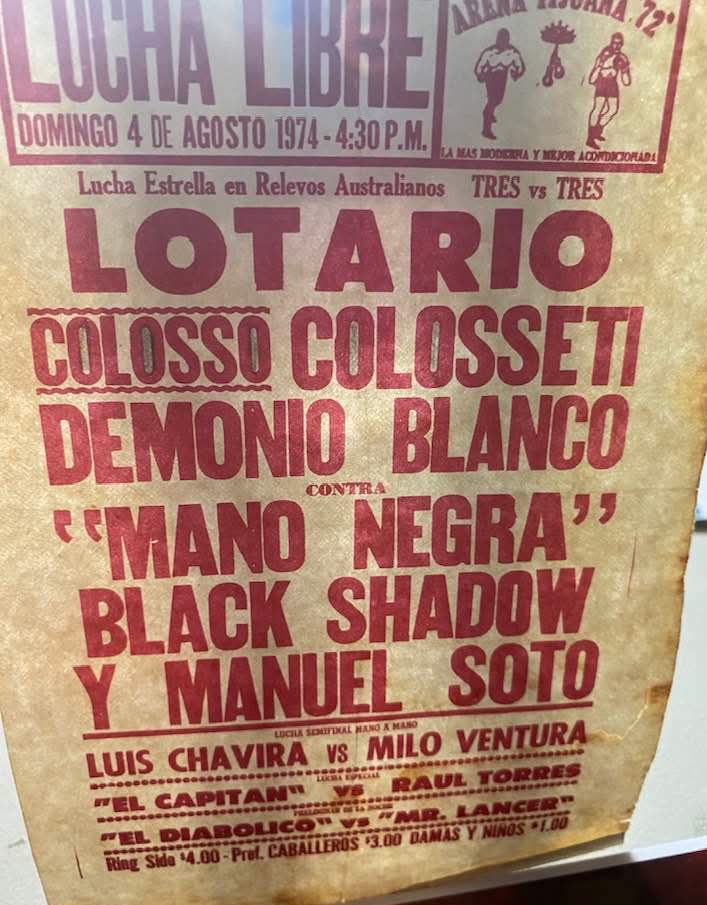 LUCHA LIBRE
DOMINGO 4 DE AGOSTO 1974 - 4:30 P.M.
ARENA TIJUANA 72"
LA MAS MODERNA Y MEJOR ACONDICIONADA
Lucha Estrella en Relevos Australianos TRES vs TRES
LOTARIO
COLOSSO COLOSSETI
DEMONIO BLANCO
CONTRA
"MANO NEGRA"
BLACK SHADOW
Y MANUEL SOTO
LUCHA SEMIFINAL MANO A MANO
LUIS CHAVIRA VS MILO VENTURA
LUCHA ESPECIAL
"EL CAPITAN" VS RAUL TORRES
"EL DIABOLICO" VS "MR. LANCER"
Ring Side $4.00 - Pref. CABALLEROS $3.00 DAMAS Y NIÑOS $1.00